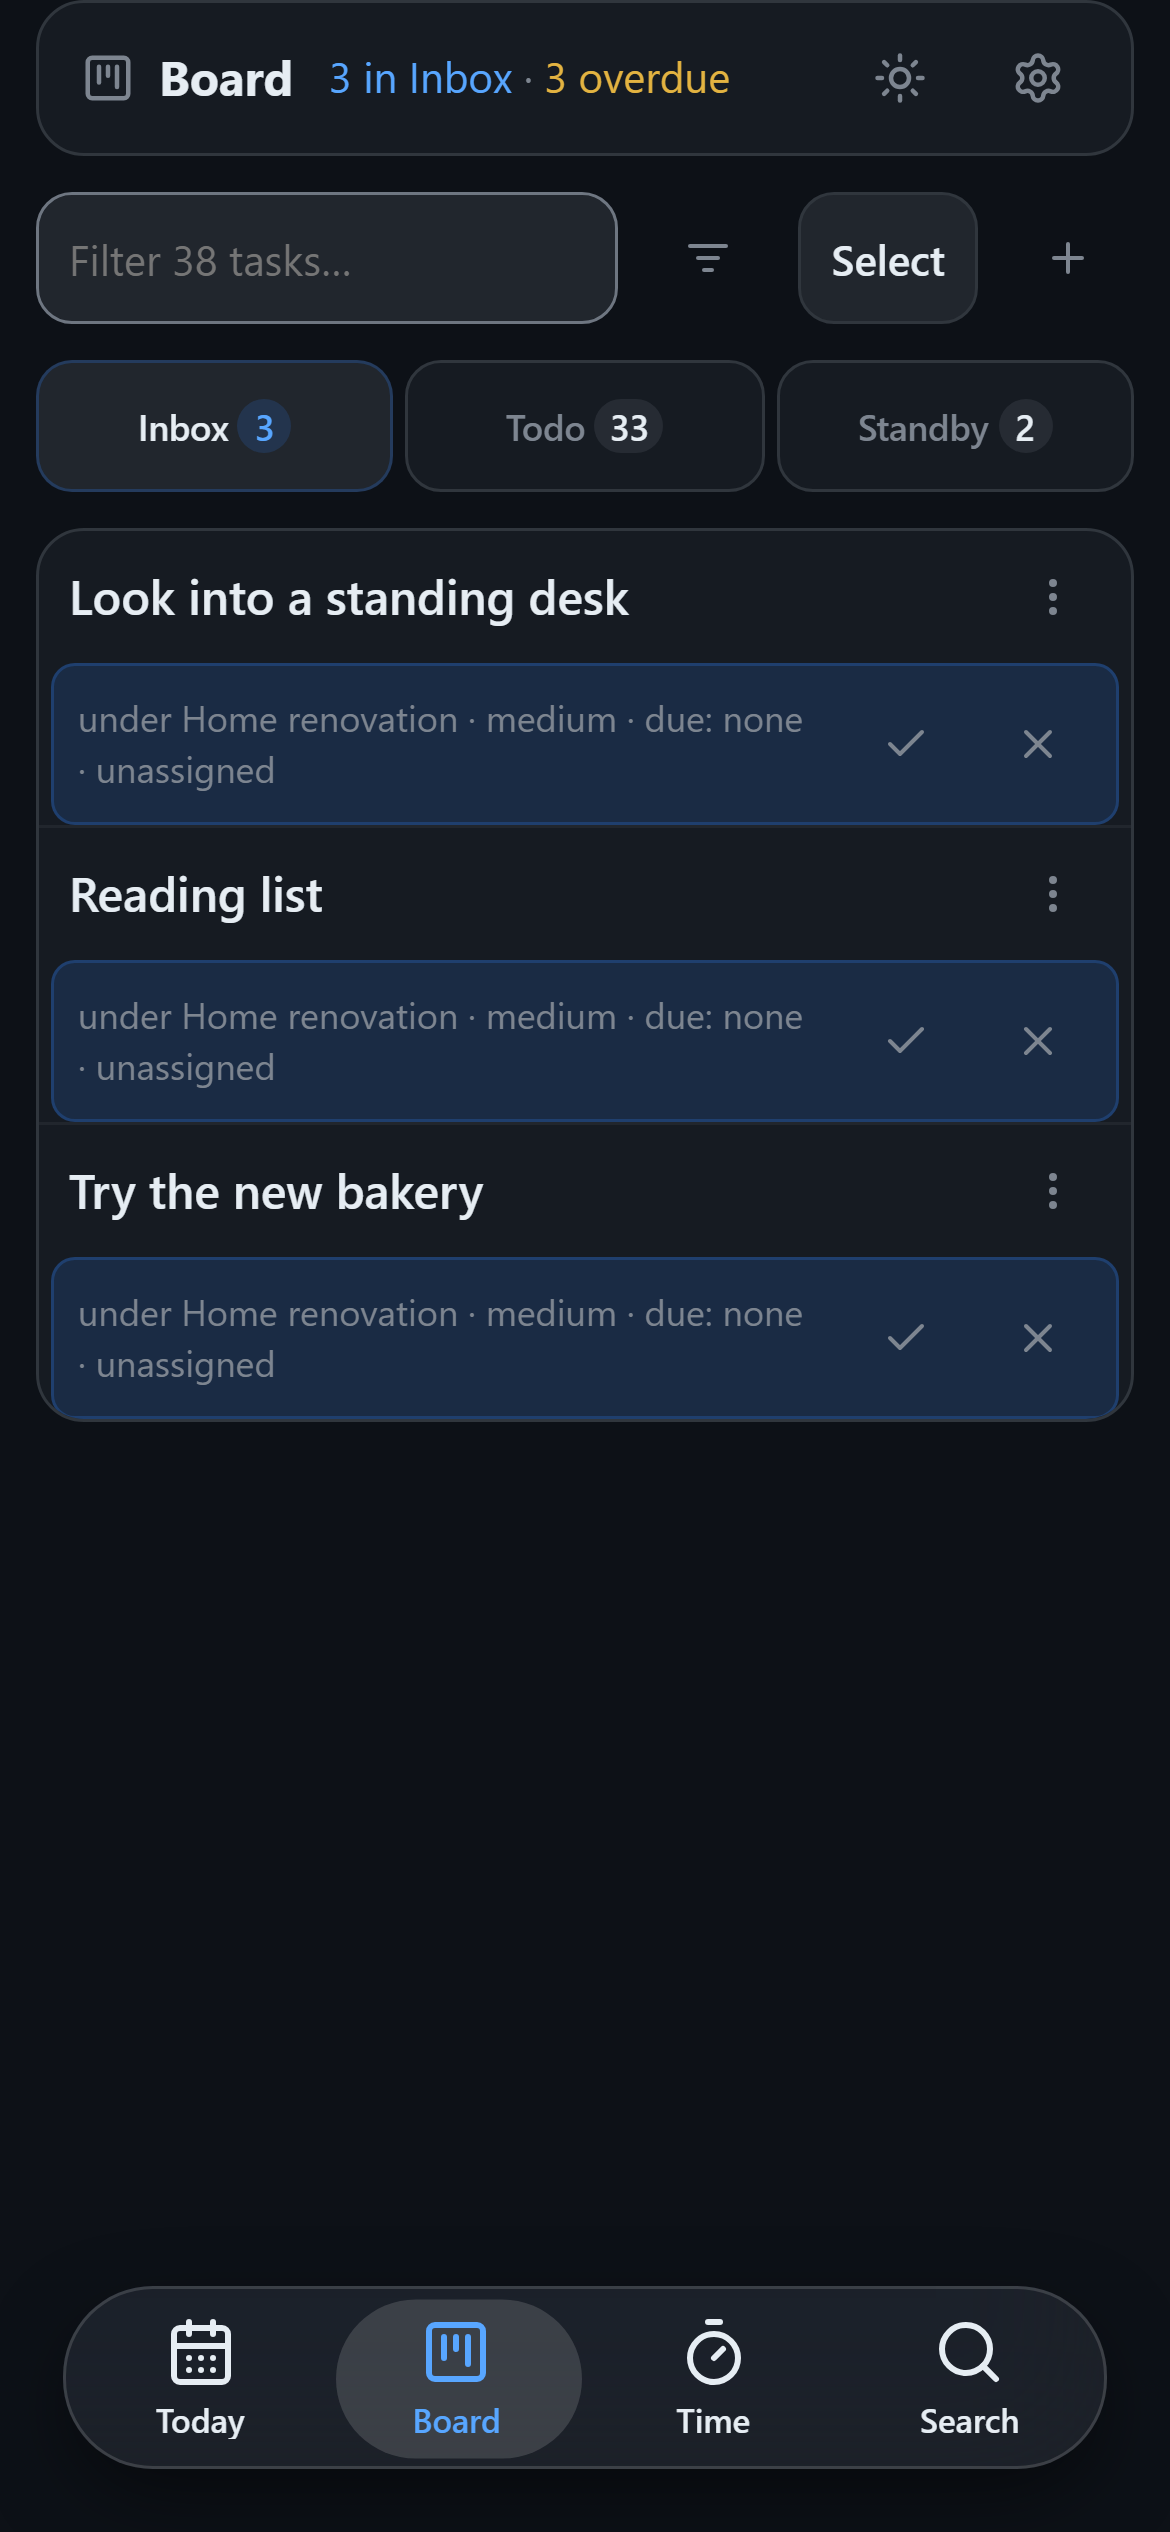 Board 3 in Inbox · 3 overdue
Filter 38 tasks...
Select
Inbox 3
Todo 33
Standby 2
Look into a standing desk
under Home renovation · medium · due: none
· unassigned
Reading list
under Home renovation · medium · due: none
· unassigned
Try the new bakery
under Home renovation · medium · due: none
· unassigned
Today
Board
Time
Search